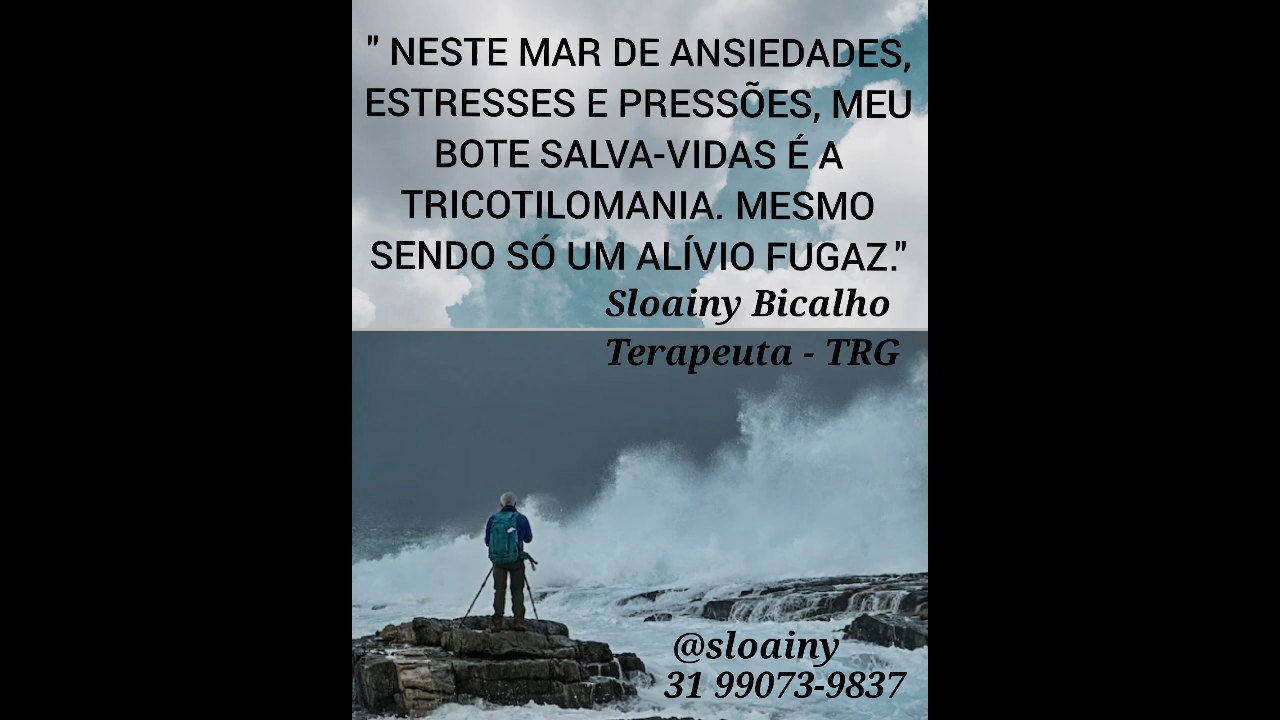 " NESTE MAR DE ANSIEDADES,
ESTRESSES E PRESSÕES, MEU
BOTE SALVA-VIDAS É A
TRICOTILOMANIA. MESMO
SENDO SÓ UM ALÍVIO FUGAZ."
Sloainy Bicalho
Terapeuta - TRG
@sloainy
31 99073-9837